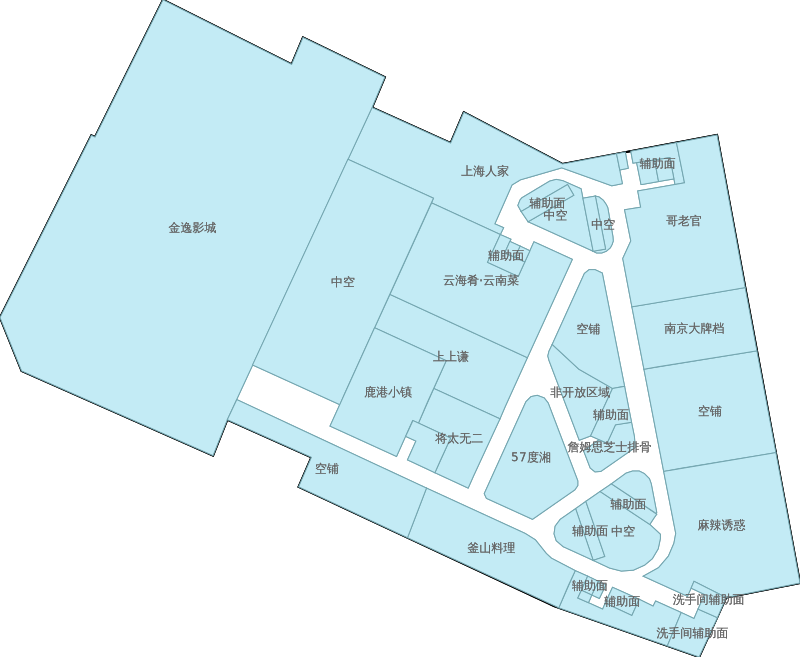 辅助面
上海人家
辅助面
中空
中空
哥老官
金逸影城
辅助面
中空
云海肴·云南菜
空铺
南京大牌档
上上谦
鹿港小镇
非开放区域
辅助面
空铺
将太无二
詹姆思芝士排骨
57度湘
空铺
辅助面
辅助面
中空
麻辣诱惑
釜山料理
辅助面
辅助面
洗手间辅助面
洗手间辅助面